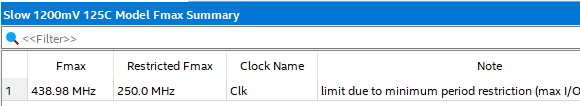 Slow 1200mV 125C Model Fmax Summary
<<Filter>>
Fmax Restricted Fmax Clock Name Note
1 438.98 MHz 250.0 MHz Clk limit due to minimum period restriction (max I/O